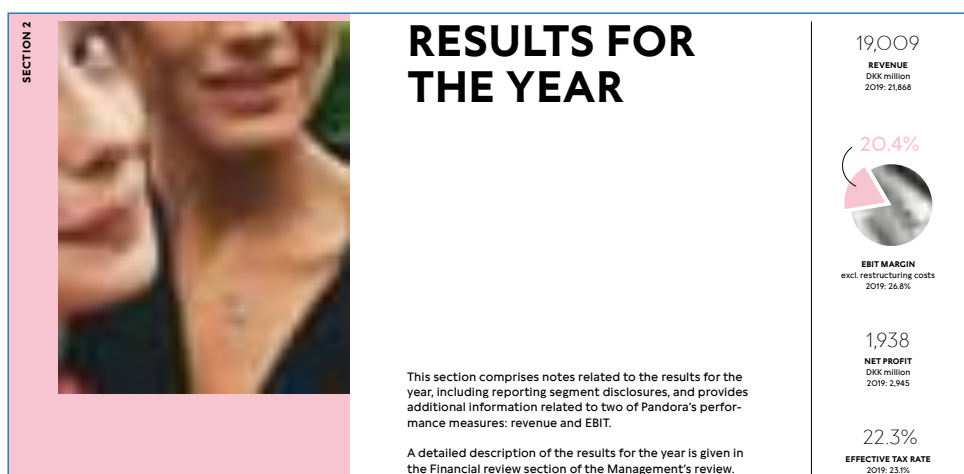 SECTION 2
RESULTS FOR
THE YEAR
This section comprises notes related to the results for the
year, including reporting segment disclosures, and provides
additional information related to two of Pandora's perfor-
mance measures: revenue and EBIT.
A detailed description of the results for the year is given in
the Financial review section of the Management's review.
19,009
REVENUE
DKK million
2019: 21,868
20.4%
EBIT MARGIN
excl. restructuring costs
2019: 26.8%
1,938
NET PROFIT
DKK million
2019: 2,945
22.3%
EFFECTIVE TAX RATE
2019: 23.1%